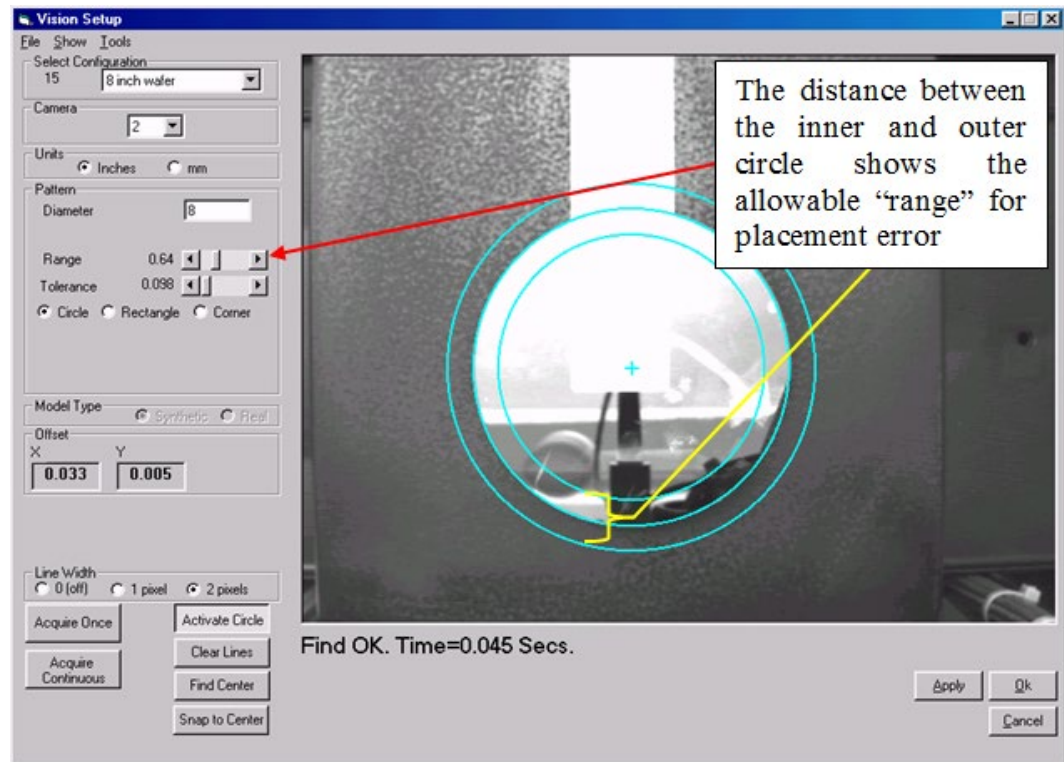 Vision Setup
File Show Tools
Select Configuration
15 8 inch wafer
Camera
2
Units
Inches mm
Pattern
Diameter 8
Range 0.64
Tolerance 0.098
Circle Rectangle Corner
Model Type
Synthetic Real
Offset
X Y
0.033 0.005
Line Width
0 (off) 1 pixel 2 pixels
Acquire Once
Activate Circle
Acquire
Continuous
Clear Lines
Find Center
Snap to Center
The distance between
the inner and outer
circle shows the
allowable “range” for
placement error
Find OK. Time=0.045 Secs.
Apply Ok
Cancel